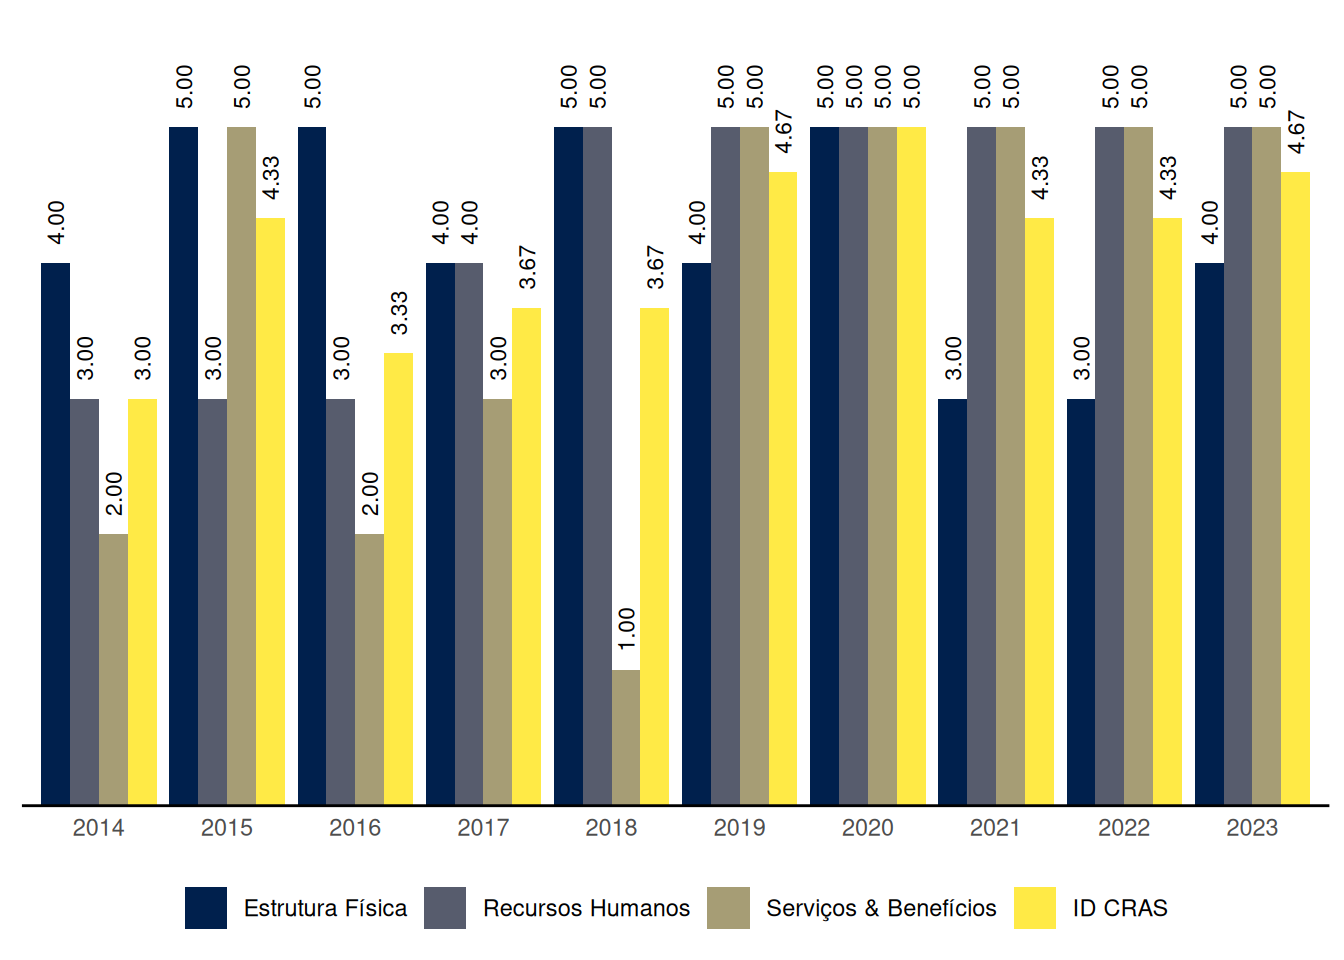 4.00 3.00 2.00 3.00
5.00 3.00 5.00 4.33
5.00 3.00 2.00 3.33
4.00 4.00 3.00 3.67
5.00 5.00 1.00 3.67
4.00 5.00 5.00 4.67
5.00 5.00 5.00 5.00
3.00 5.00 5.00 4.33
3.00 5.00 5.00 4.33
4.00 5.00 5.00 4.67
2014 2015 2016 2017 2018 2019 2020 2021 2022 2023
Estrutura Física Recursos Humanos Serviços & Benefícios ID CRAS